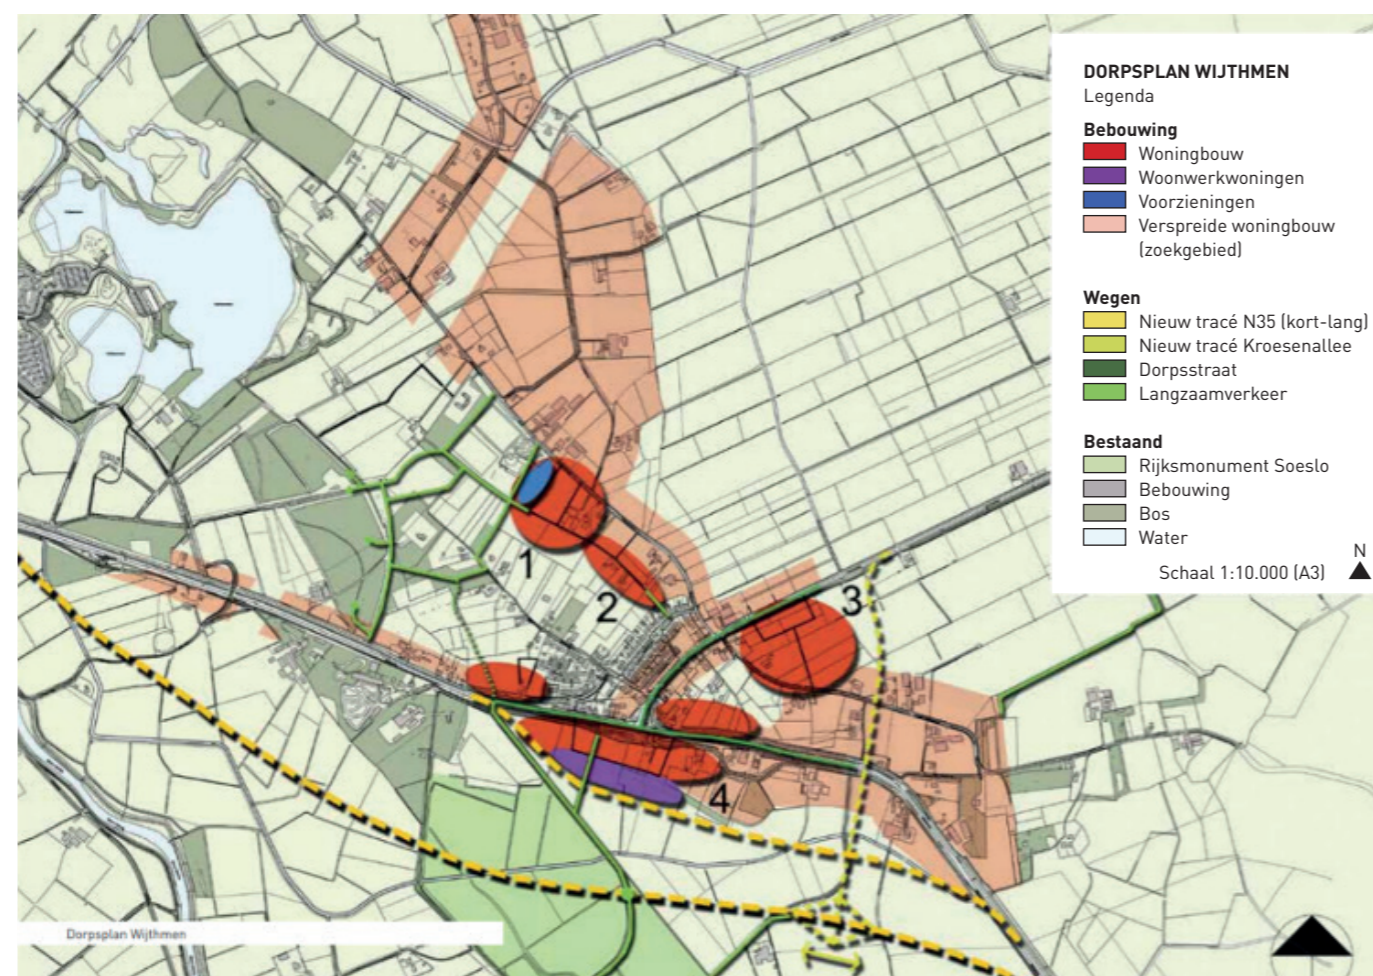 DORPSPLAN WIJTHMEN
Legenda
Bebouwing
Woningbouw
Woonwerkwoningen
Voorzieningen
Verspreide woningbouw
(zoekgebied)
Wegen
Nieuw tracé N35 (kort-lang)
Nieuw tracé Kroesenallee
Dorpsstraat
Langzaamverkeer
Bestaand
Rijksmonument Soeslo
Bebouwing
Bos
Water
N
Schaal 1:10.000 (A3)
1
2
3
4
Dorpsplan Wijthmen